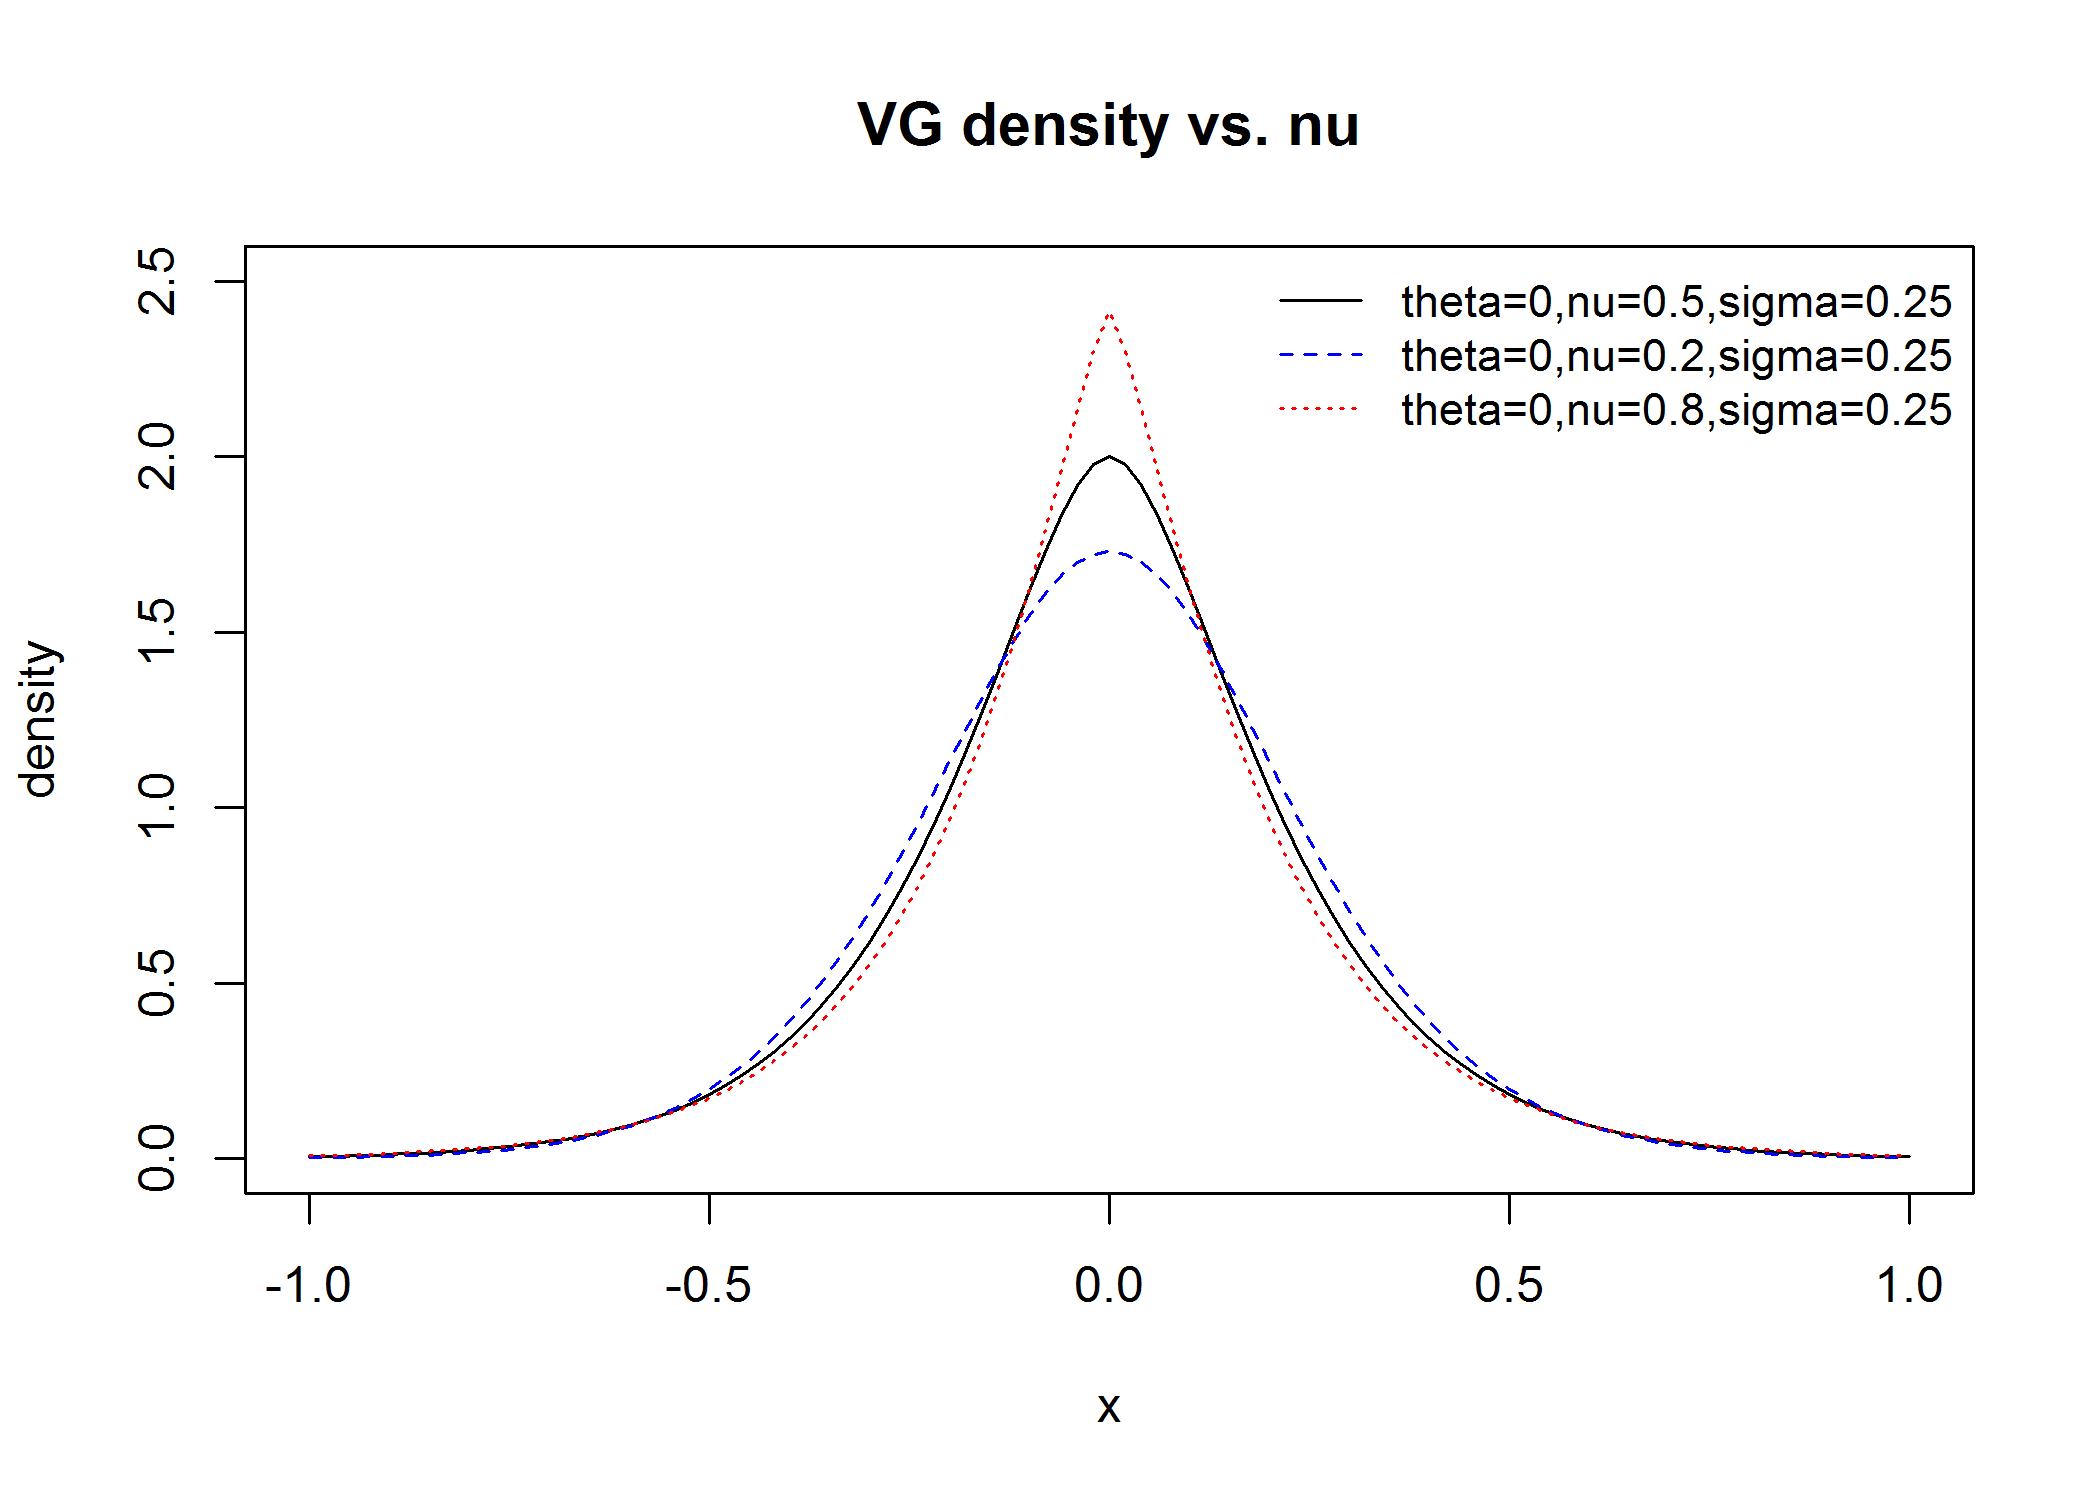 VG density vs. nu
theta=0,nu=0.5,sigma=0.25
theta=0,nu=0.2,sigma=0.25
theta=0,nu=0.8,sigma=0.25
density
2.5
2.0
1.5
1.0
0.5
0.0
-1.0 -0.5 0.0 0.5 1.0
x